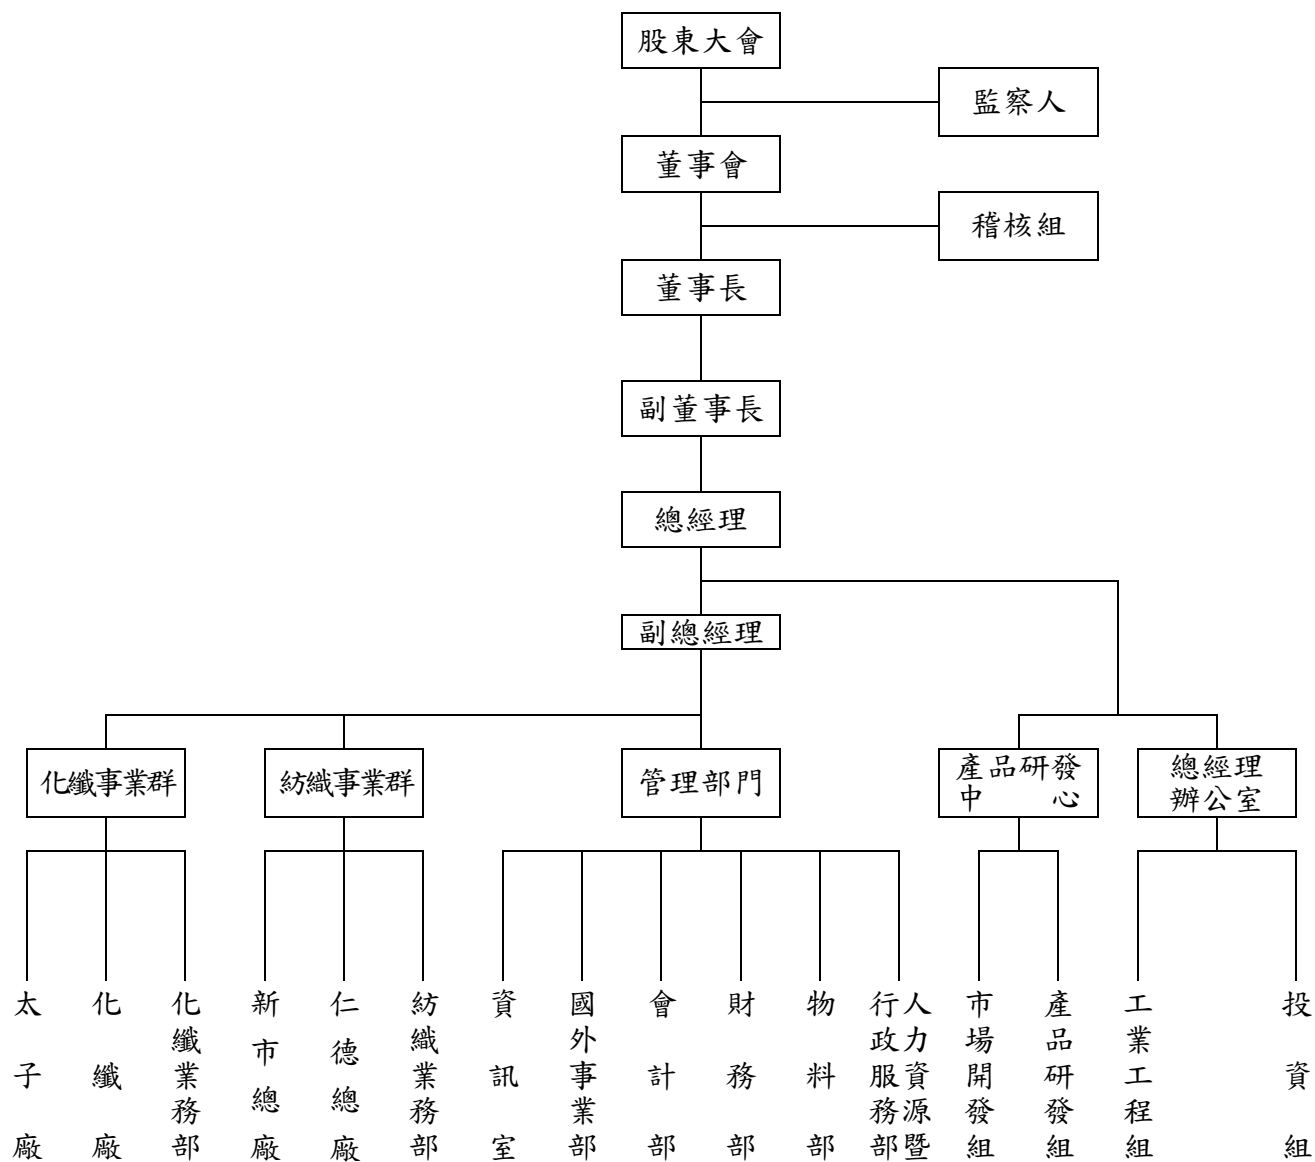 股東大會
監察人
董事會
稽核組
董事長
副董事長
總經理
副總經理
化纖事業群
紡織事業群
管理部門
產品研發
中心
總經理
辦公室
太子廠
化纖廠
化纖業務部
新市總廠
仁德總廠
紡織業務部
資訊室
國外事業部
會計部
財務部
物料部
人力資源暨
行政服務部
市場開發組
產品研發組
工業工程組
投資組